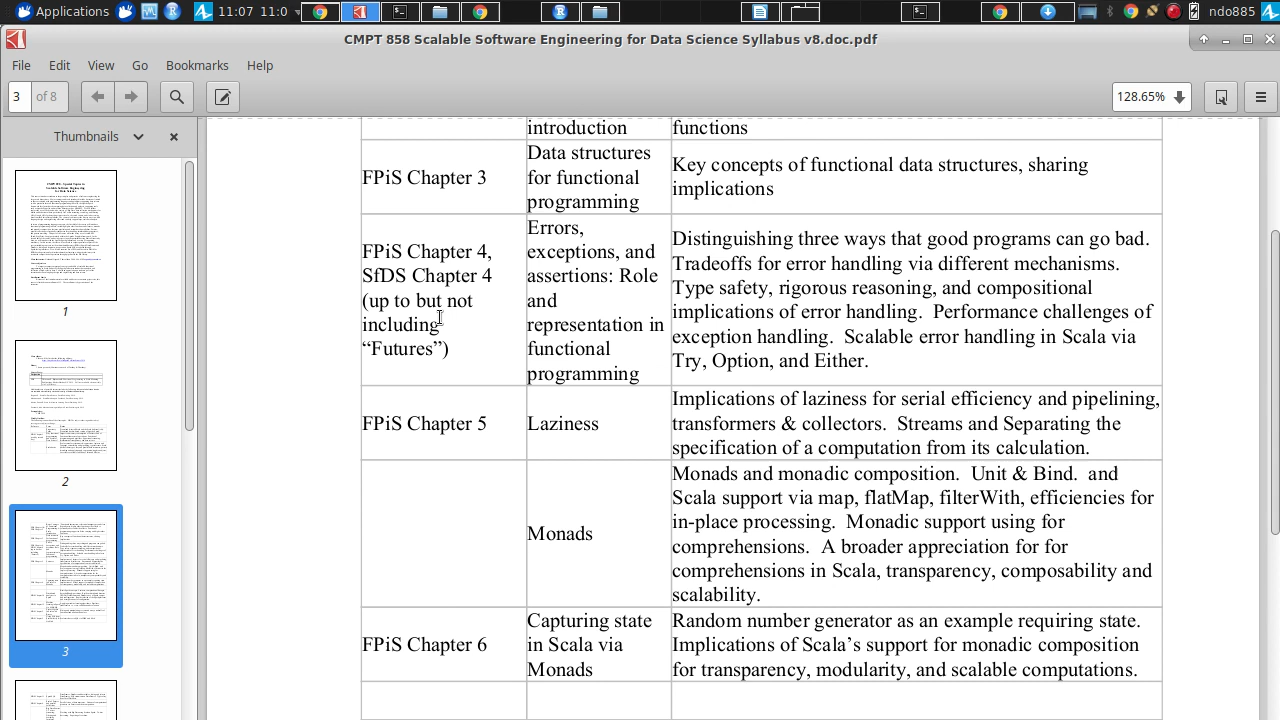 Applications 11:07 11:0 ndo885
CMPT 858 Scalable Software Engineering for Data Science Syllabus v8.doc.pdf
File Edit View Go Bookmarks Help
3 of 8 128.65%
Thumbnails
1
2
3
introduction
functions
FPiS Chapter 3
Data structures
for functional
programming
Key concepts of functional data structures, sharing
implications
FPiS Chapter 4,
SfDS Chapter 4
(up to but not
including
“Futures”)
Errors,
exceptions, and
assertions: Role
and
representation in
functional
programming
Distinguishing three ways that good programs can go bad.
Tradeoffs for error handling via different mechanisms.
Type safety, rigorous reasoning, and compositional
implications of error handling.  Performance challenges of
exception handling.  Scalable error handling in Scala via
Try, Option, and Either.
FPiS Chapter 5
Laziness
Implications of laziness for serial efficiency and pipelining,
transformers & collectors.  Streams and Separating the
specification of a computation from its calculation.
Monads
Monads and monadic composition.  Unit & Bind.  and
Scala support via map, flatMap, filterWith, efficiencies for
in-place processing.  Monadic support using for
comprehensions.  A broader appreciation for for
comprehensions in Scala, transparency, composability and
scalability.
FPiS Chapter 6
Capturing state
in Scala via
Monads
Random number generator as an example requiring state.
Implications of Scala’s support for monadic composition
for transparency, modularity, and scalable computations.